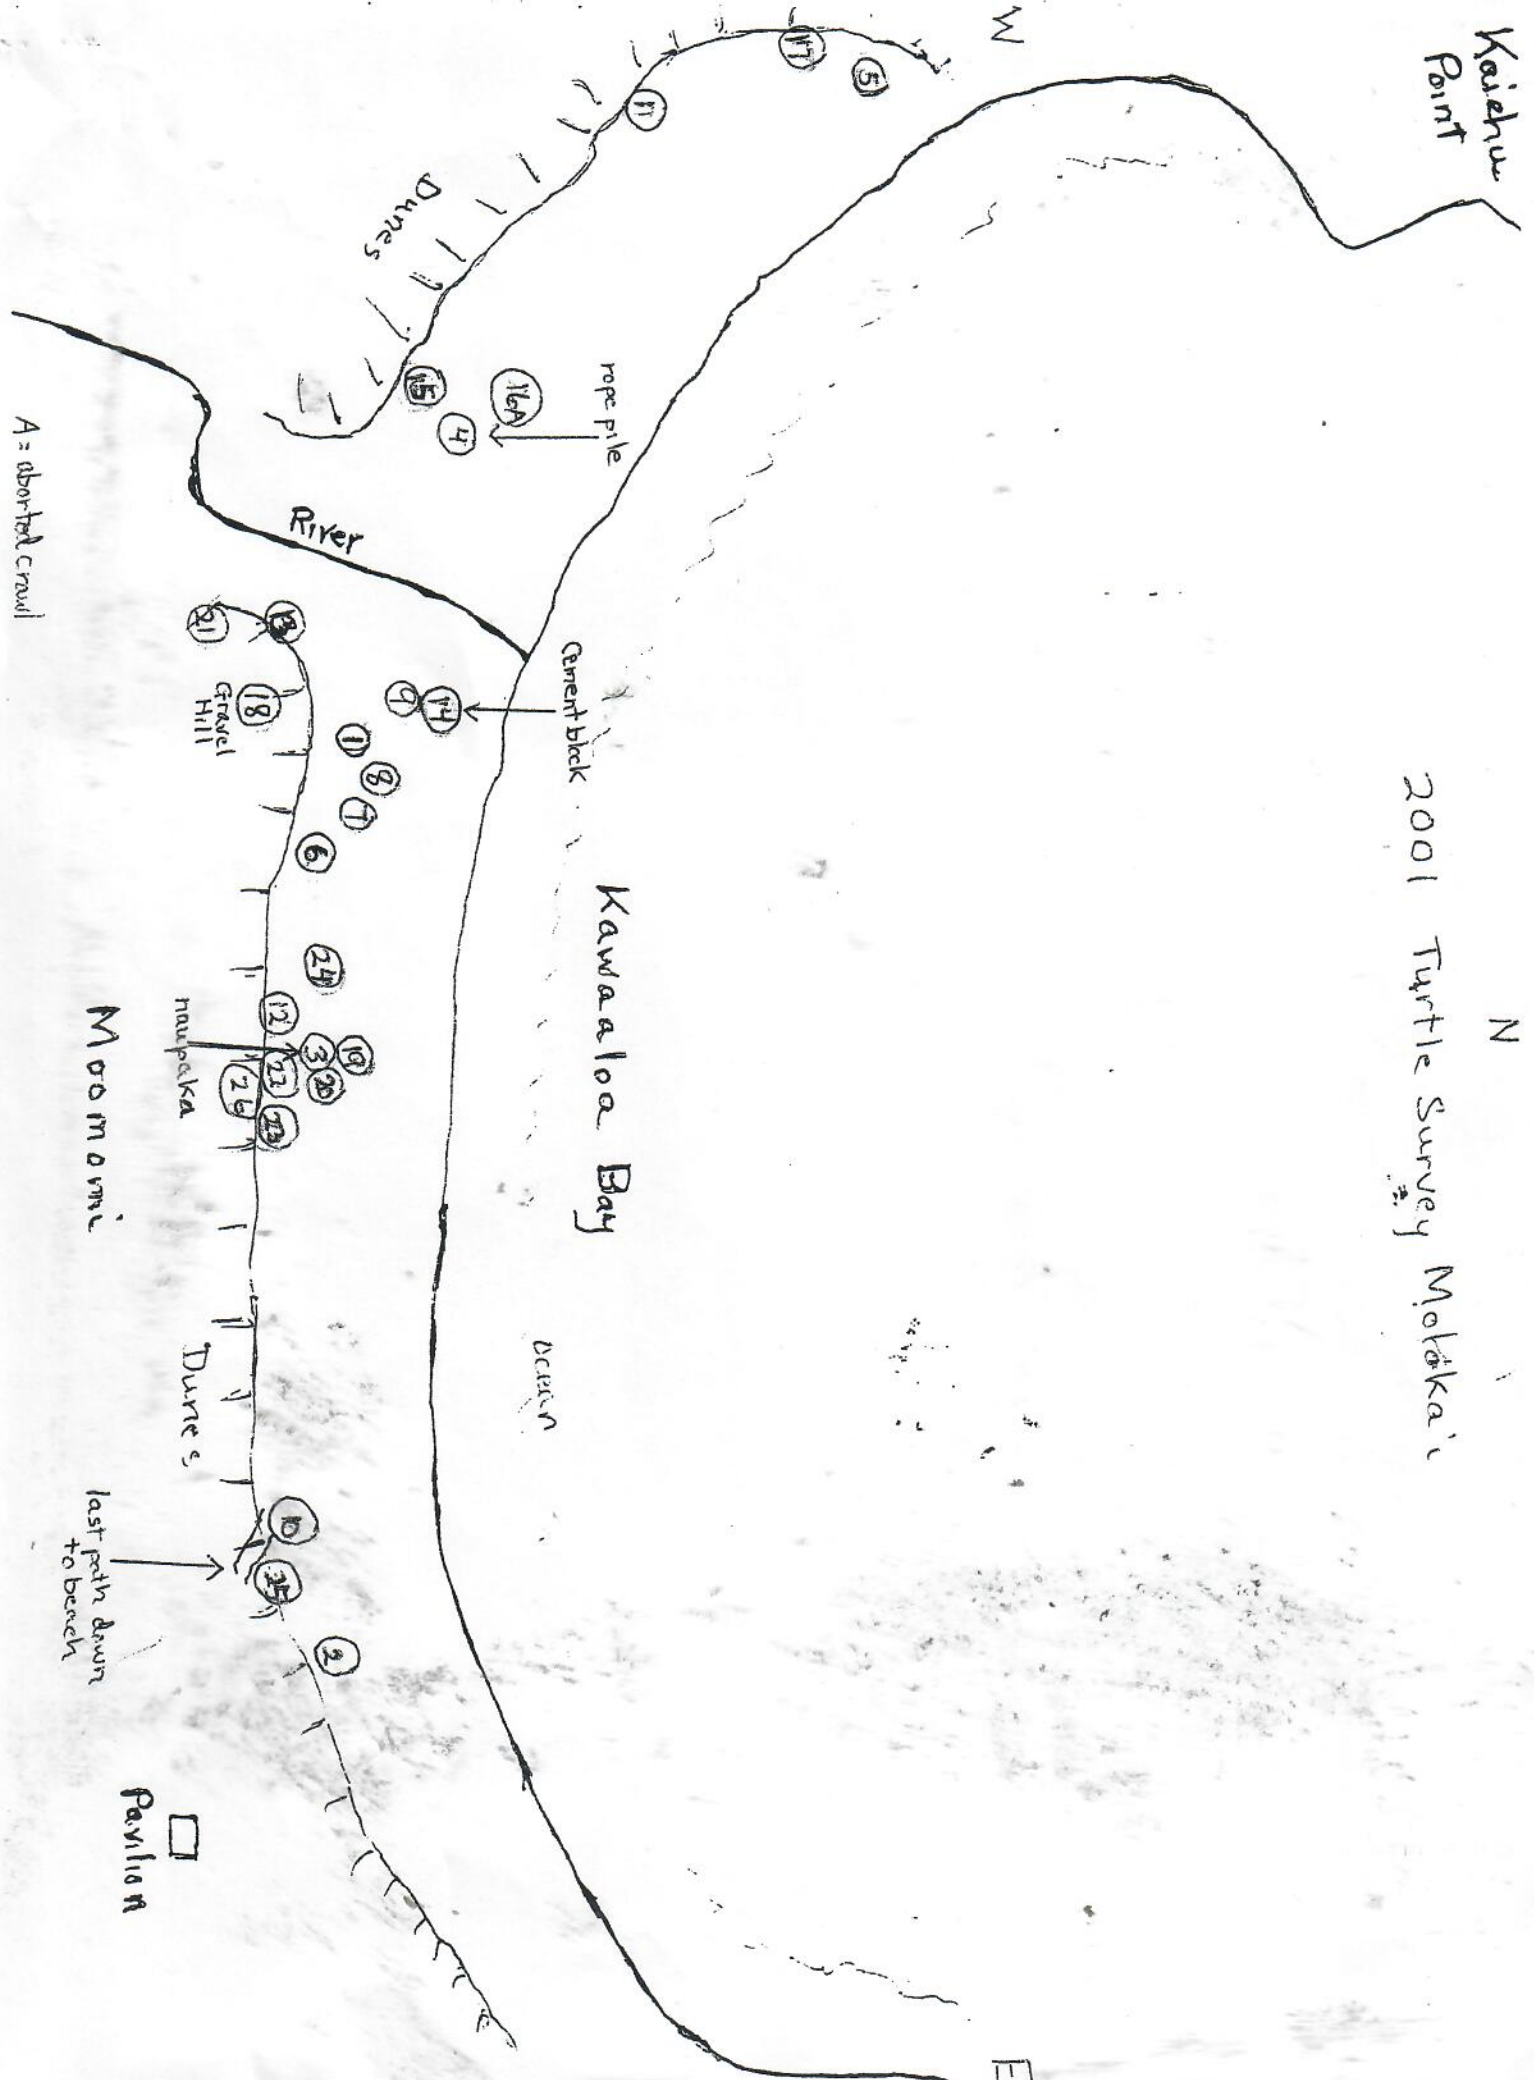 N
2001 Turtle Survey Moloka'i
Kaiehu
Point
W
E
17
5
11
Dunes
rope pile
16A
15
4
River
Cement block
Kawaaloa Bay
Ocean
14
9
1
8
7
6
13
21
18
Gravel
Hill
24
12
19
3
20
22
26
23
naupaka
Moomomi
Dunes
10
25
2
last path down
to beach
Pavilion
A = aborted crawl